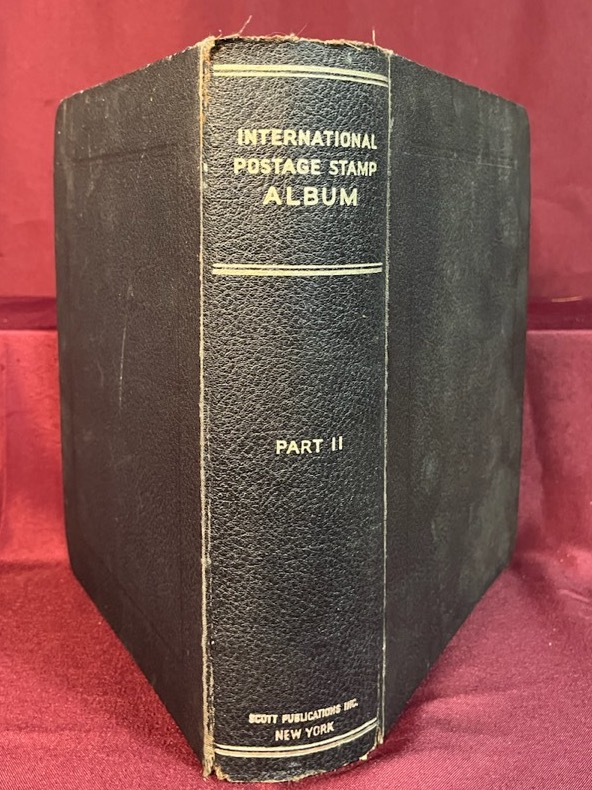 INTERNATIONAL
POSTAGE STAMP
ALBUM
PART II
SCOTT PUBLICATIONS INC.
NEW YORK